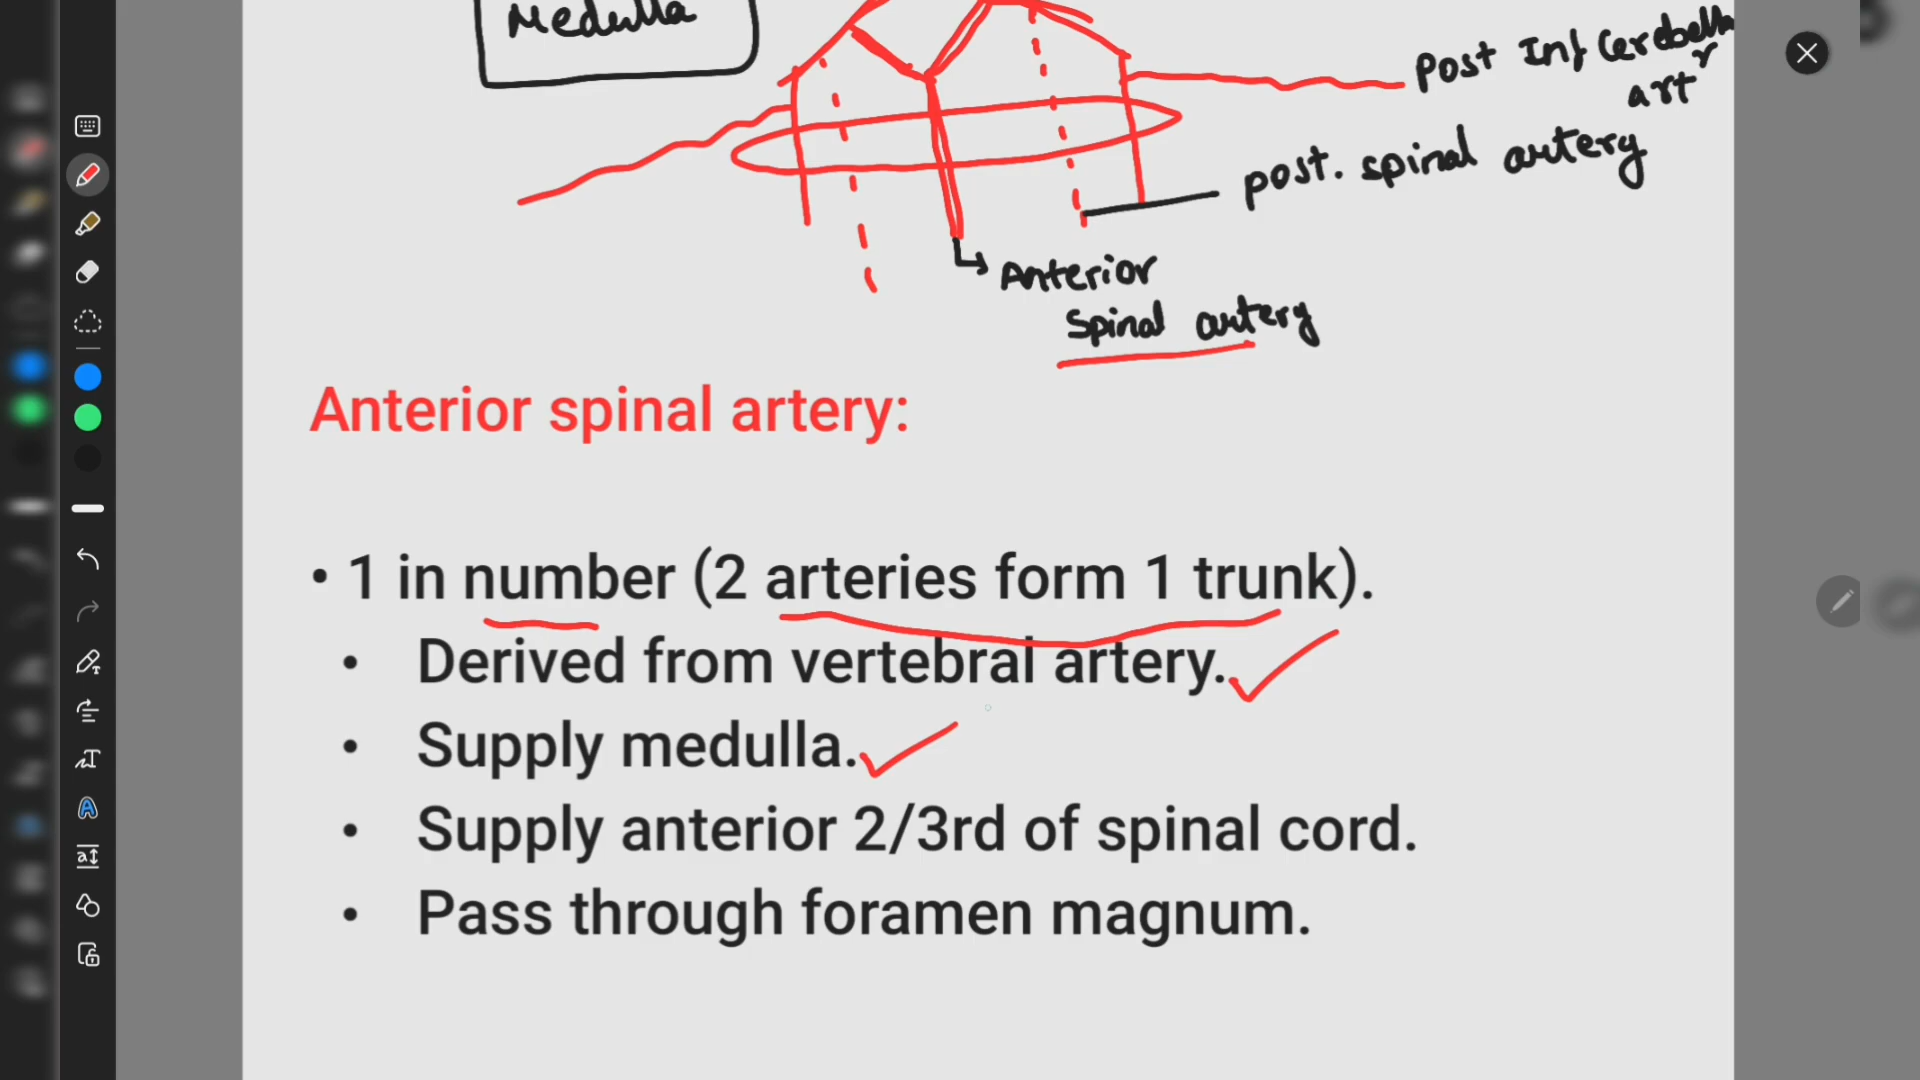 Medulla
Post Inf Cerebellar
art
post. spinal artery
Anterior
Spinal artery
Anterior spinal artery:
• 1 in number (2 arteries form 1 trunk).
• Derived from vertebral artery.
• Supply medulla.
• Supply anterior 2/3rd of spinal cord.
• Pass through foramen magnum.